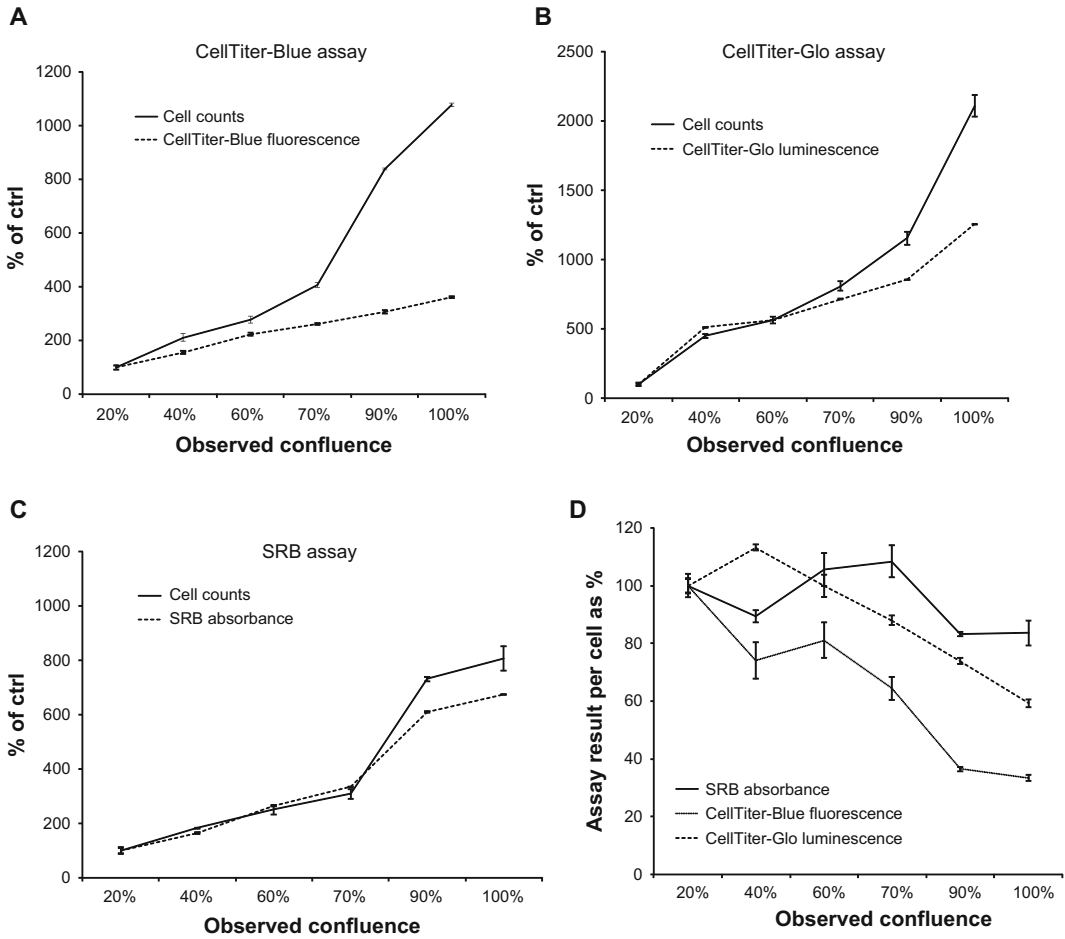 A
CellTiter-Blue assay
1200
1000
800
600
400
200
0
% of ctrl
Cell counts
CellTiter-Blue fluorescence
20% 40% 60% 70% 90% 100%
Observed confluence
B
CellTiter-Glo assay
2500
2000
1500
1000
500
0
% of ctrl
Cell counts
CellTiter-Glo luminescence
20% 40% 60% 70% 90% 100%
Observed confluence
C
SRB assay
1200
1000
800
600
400
200
0
% of ctrl
Cell counts
SRB absorbance
20% 40% 60% 70% 90% 100%
Observed confluence
D
120
100
80
60
40
20
0
Assay result per cell as %
SRB absorbance
CellTiter-Blue fluorescence
CellTiter-Glo luminescence
20% 40% 60% 70% 90% 100%
Observed confluence